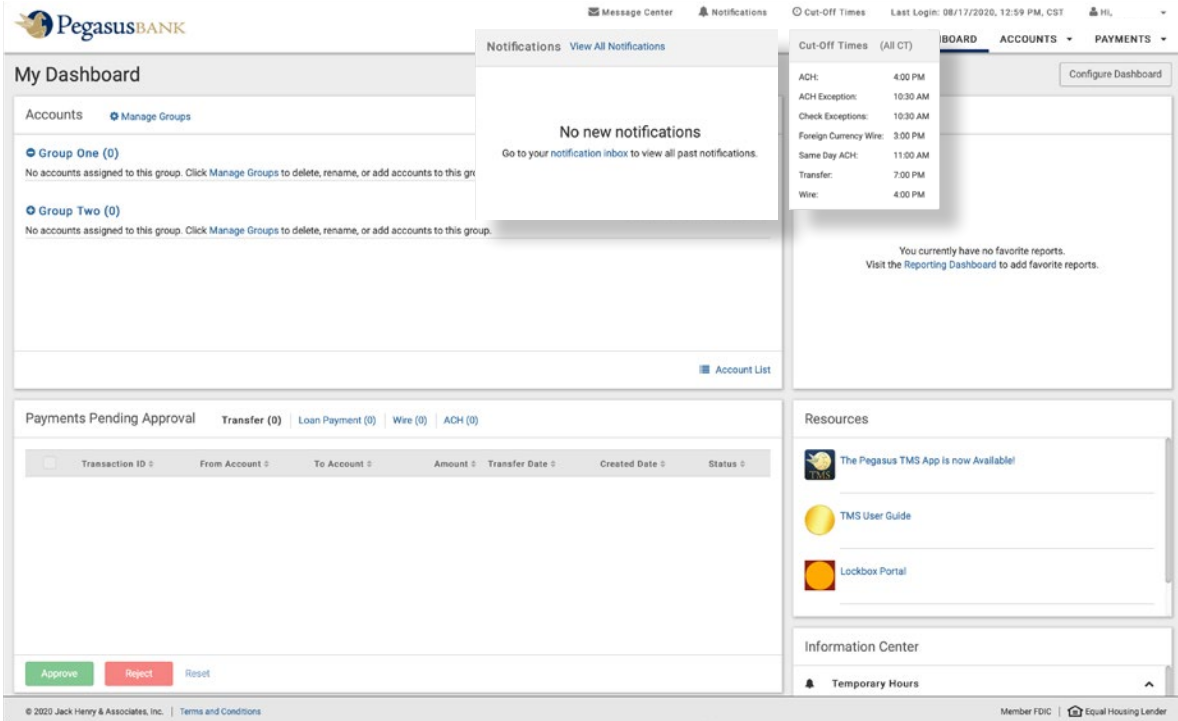 Message Center
Notifications
Cut-Off Times
Last Login: 08/17/2020, 12:59 PM, CST
HI,
PegasusBANK
BOARD
ACCOUNTS
PAYMENTS
Notifications View All Notifications
No new notifications
Go to your notification inbox to view all past notifications.
Cut-Off Times (All CT)
ACH: 4:00 PM
ACH Exception: 10:30 AM
Check Exceptions: 10:30 AM
Foreign Currency Wire: 3:00 PM
Same Day ACH: 11:00 AM
Transfer: 7:00 PM
Wire: 4:00 PM
My Dashboard
Configure Dashboard
Accounts Manage Groups
Group One (0)
No accounts assigned to this group. Click Manage Groups to delete, rename, or add accounts to this
Group Two (0)
No accounts assigned to this group. Click Manage Groups to delete, rename, or add accounts to this group.
Account List
You currently have no favorite reports.
Visit the Reporting Dashboard to add favorite reports.
Payments Pending Approval Transfer (0) | Loan Payment (0) | Wire (0) | ACH (0)
Transaction ID From Account To Account Amount Transfer Date Created Date Status
Approve Reject Reset
Resources
The Pegasus TMS App is now Available!
TMS
TMS User Guide
Lockbox Portal
Information Center
Temporary Hours
© 2020 Jack Henry & Associates, Inc. | Terms and Conditions
Member FDIC | Equal Housing Lender